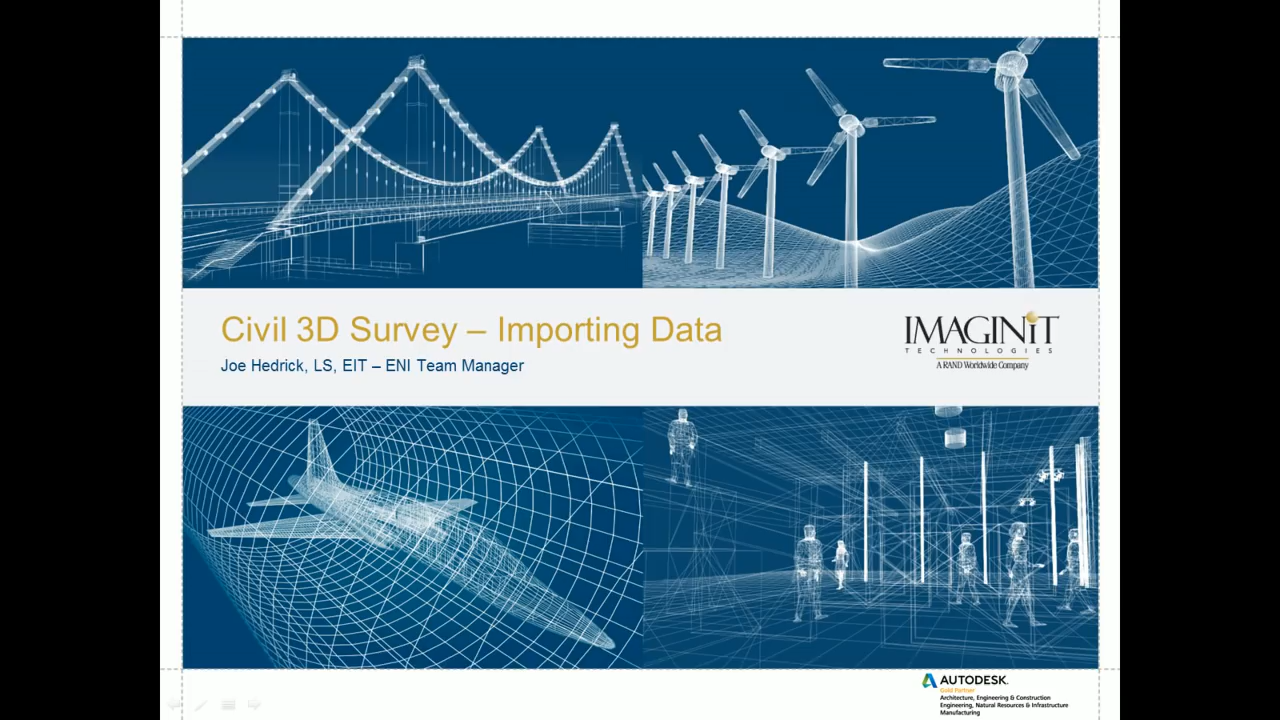 Civil 3D Survey – Importing Data
Joe Hedrick, LS, EIT – ENI Team Manager
IMAGINiT
TECHNOLOGIES
A RAND Worldwide Company
AUTODESK.
Gold Partner
Architecture, Engineering & Construction
Engineering, Natural Resources & Infrastructure
Manufacturing